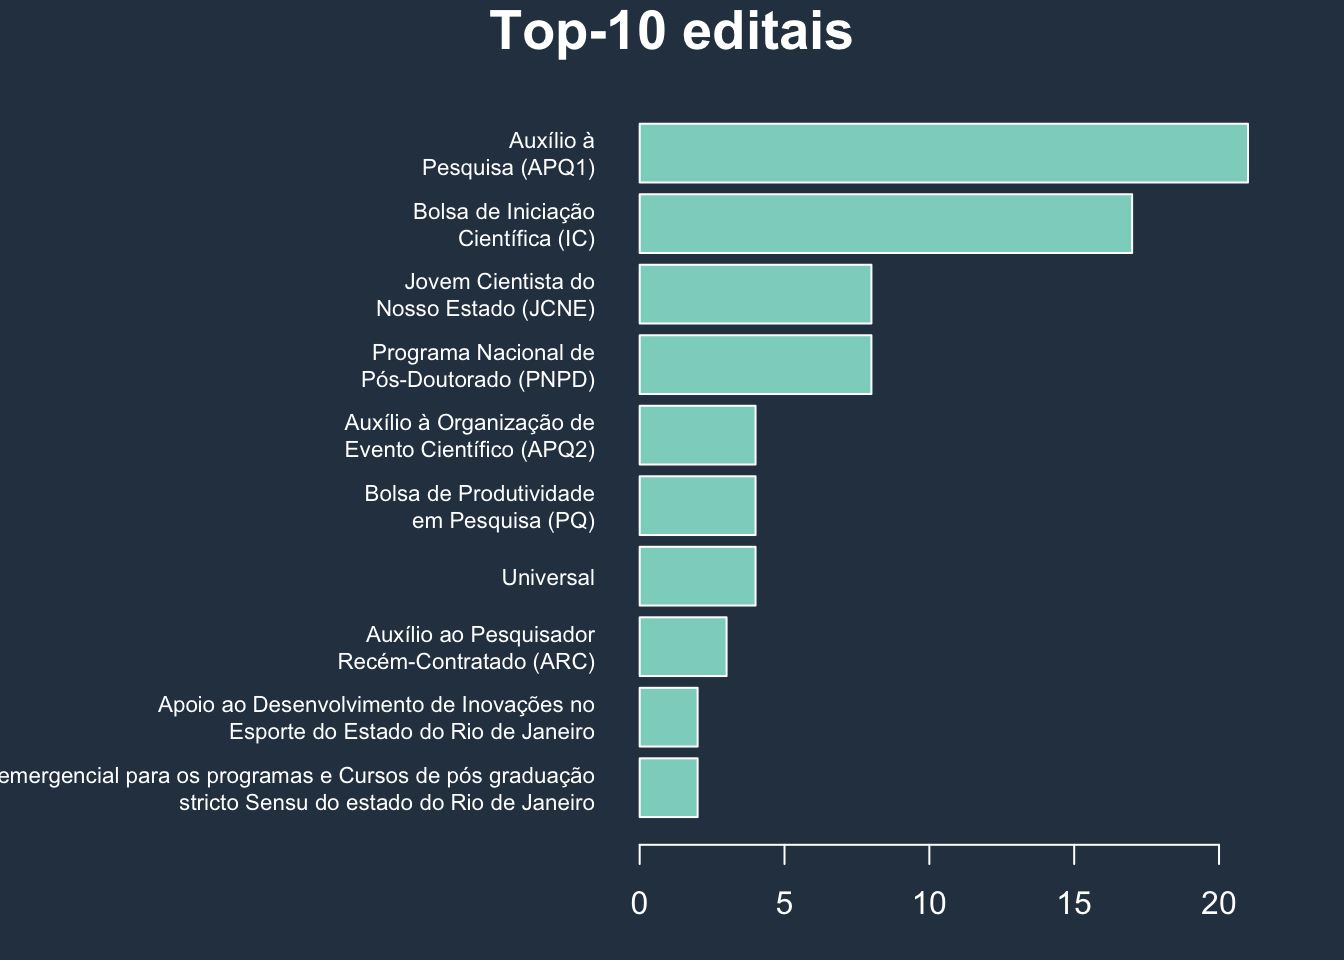 Top-10 editais
Auxílio à
Pesquisa (APQ1)
Bolsa de Iniciação
Científica (IC)
Jovem Cientista do
Nosso Estado (JCNE)
Programa Nacional de
Pós-Doutorado (PNPD)
Auxílio à Organização de
Evento Científico (APQ2)
Bolsa de Produtividade
em Pesquisa (PQ)
Universal
Auxílio ao Pesquisador
Recém-Contratado (ARC)
Apoio ao Desenvolvimento de Inovações no
Esporte do Estado do Rio de Janeiro
emergencial para os programas e Cursos de pós graduação
stricto Sensu do estado do Rio de Janeiro
0 5 10 15 20